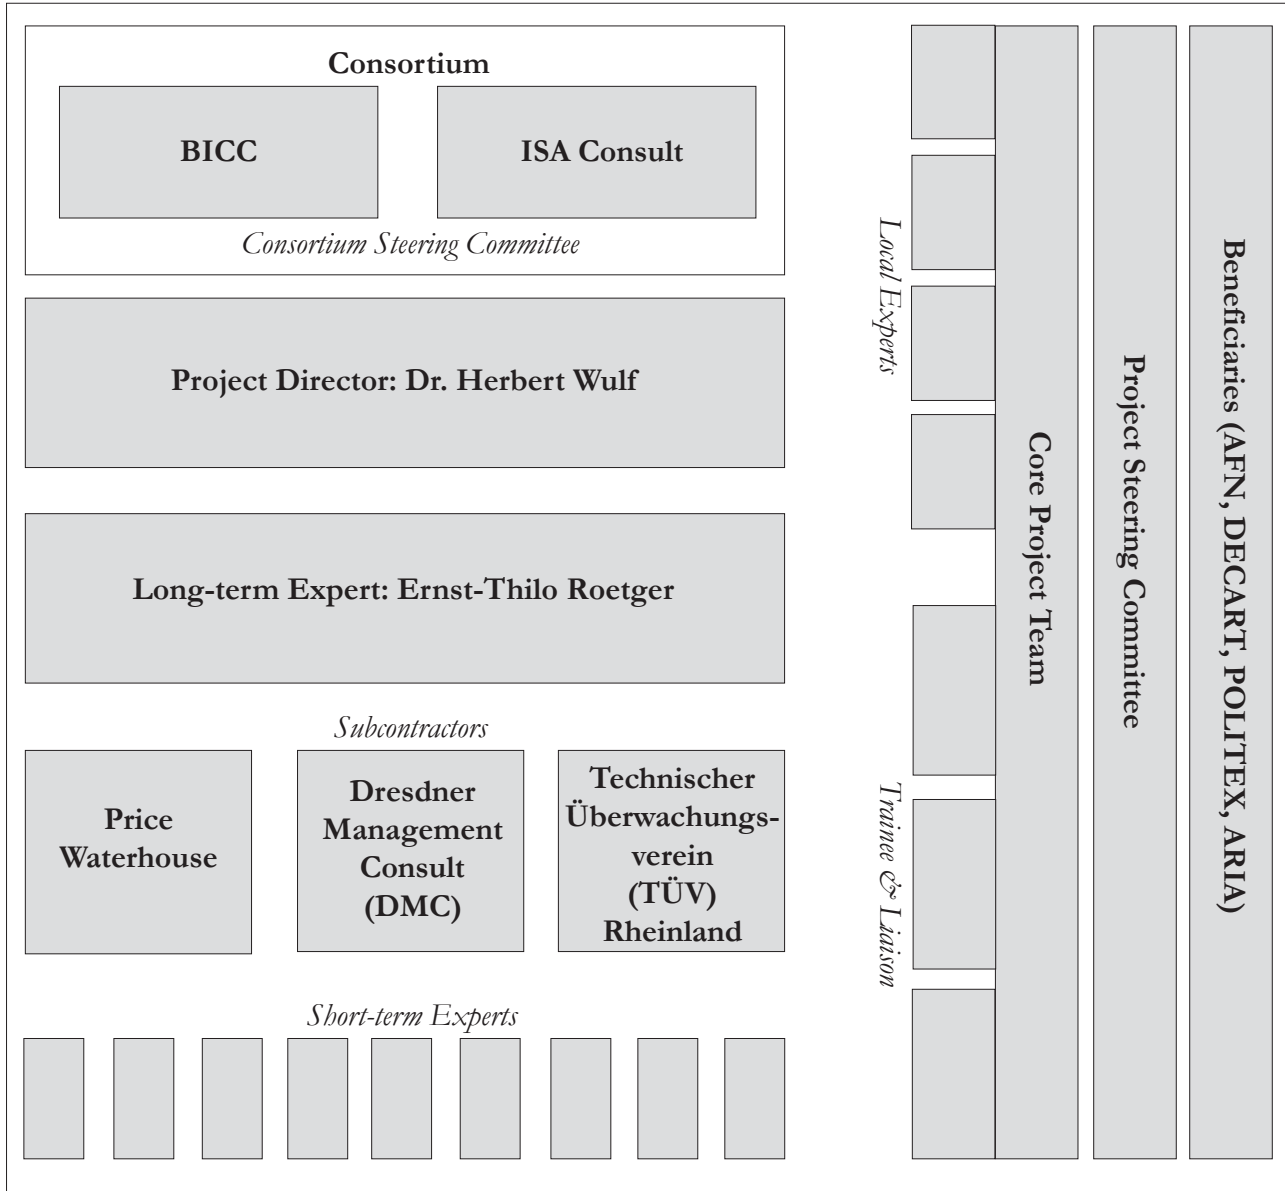 Consortium
BICC
ISA Consult
Consortium Steering Committee
Project Director: Dr. Herbert Wulf
Long-term Expert: Ernst-Thilo Roetger
Subcontractors
Price
Waterhouse
Dresdner
Management
Consult
(DMC)
Technischer
Überwachungs-
verein
(TÜV)
Rheinland
Short-term Experts
Local Experts
Trainee & Liaison
Core Project Team
Project Steering Committee
Beneficiaries (AFN, DECART, POLITEX, ARIA)